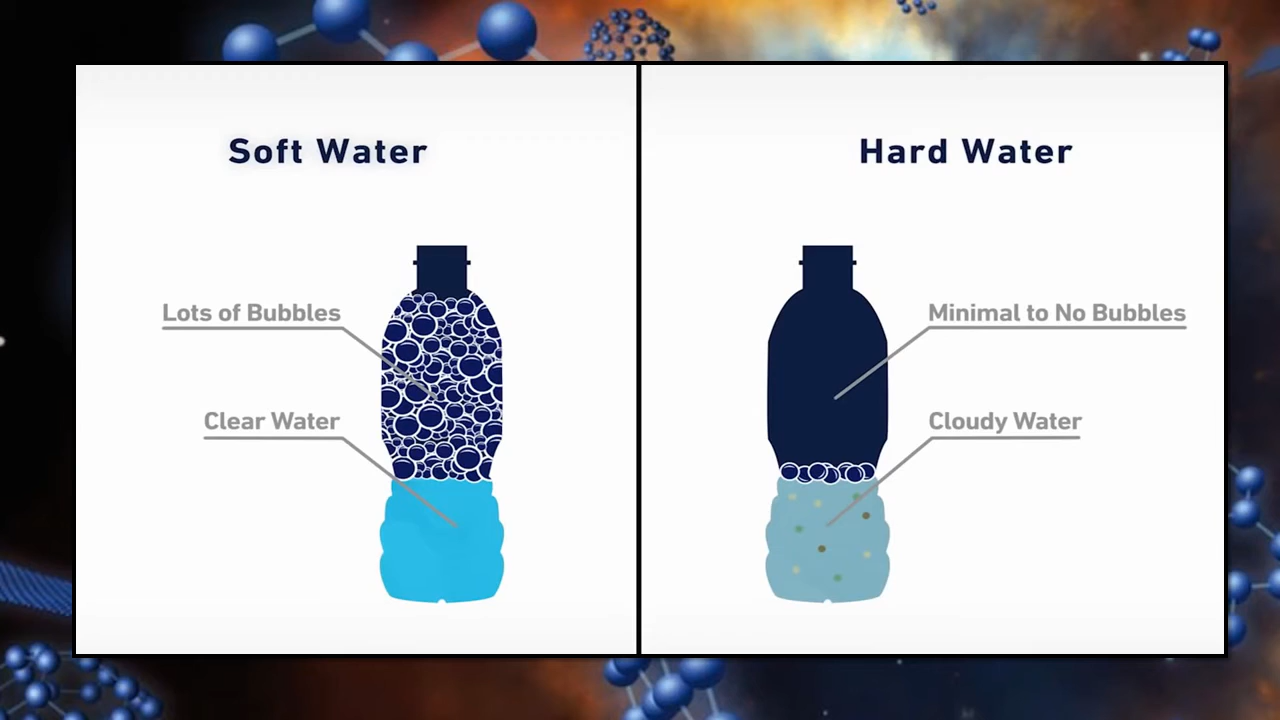 Soft Water
Lots of Bubbles
Clear Water
Hard Water
Minimal to No Bubbles
Cloudy Water